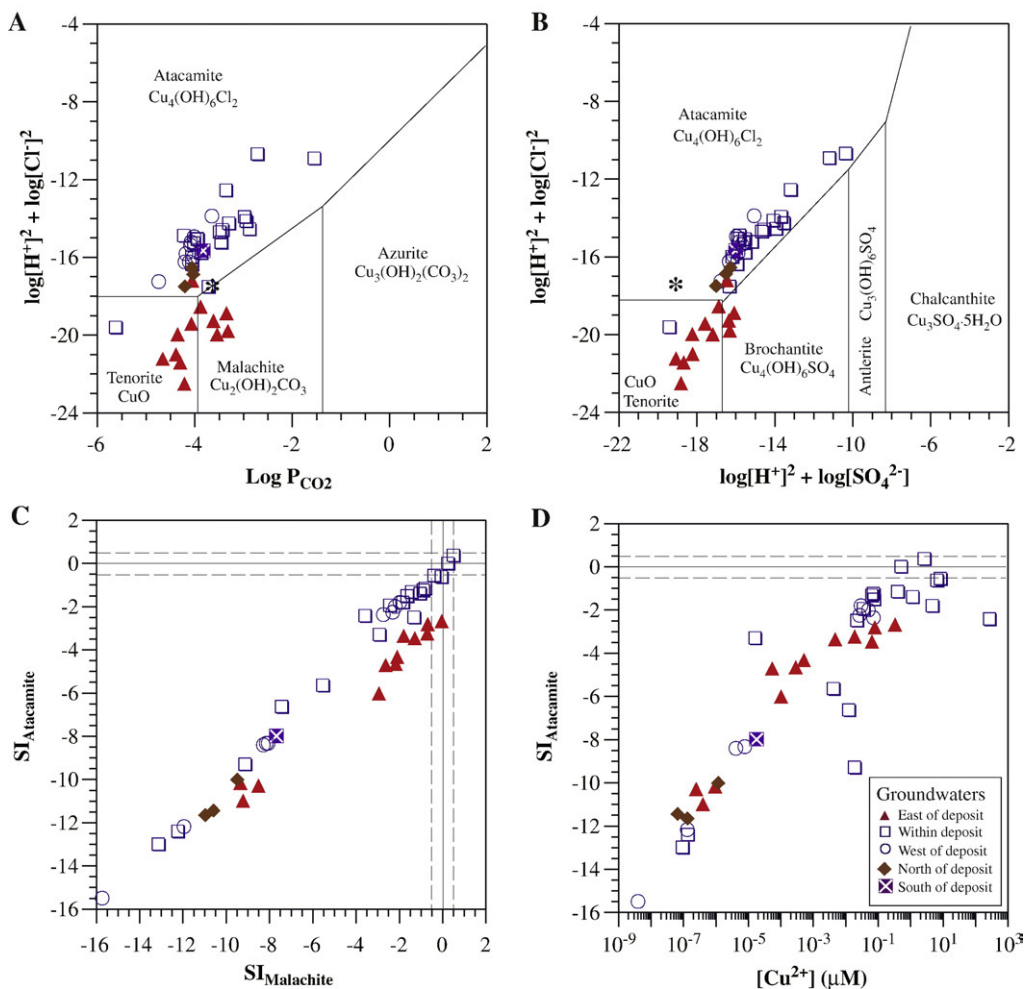 A
-4
-8
-12
-16
-20
-24
log[H⁺]² + log[Cl⁻]²
Atacamite
Cu₄(OH)₆Cl₂
Azurite
Cu₃(OH)₂(CO₃)₂
*
Tenorite
CuO
Malachite
Cu₂(OH)₂CO₃
-6
-4
-2
0
2
Log P_CO2
B
-4
-8
-12
-16
-20
-24
log[H⁺]² + log[Cl⁻]²
Atacamite
Cu₄(OH)₆Cl₂
*
CuO
Tenorite
Brochantite
Cu₄(OH)₆SO₄
Antlerite Cu₃(OH)₆SO₄
Chalcanthite
Cu₃SO₄·5H₂O
-22
-18
-14
-10
-6
-2
log[H⁺]² + log[SO₄²⁻]
C
2
0
-2
-4
-6
-8
-10
-12
-14
-16
SI_Atacamite
-16
-14
-12
-10
-8
-6
-4
-2
0
2
SI_Malachite
D
2
0
-2
-4
-6
-8
-10
-12
-14
-16
SI_Atacamite
Groundwaters
East of deposit
Within deposit
West of deposit
North of deposit
South of deposit
10⁻⁹
10⁻⁷
10⁻⁵
10⁻³
10⁻¹
10¹
10³
[Cu²⁺] (μM)